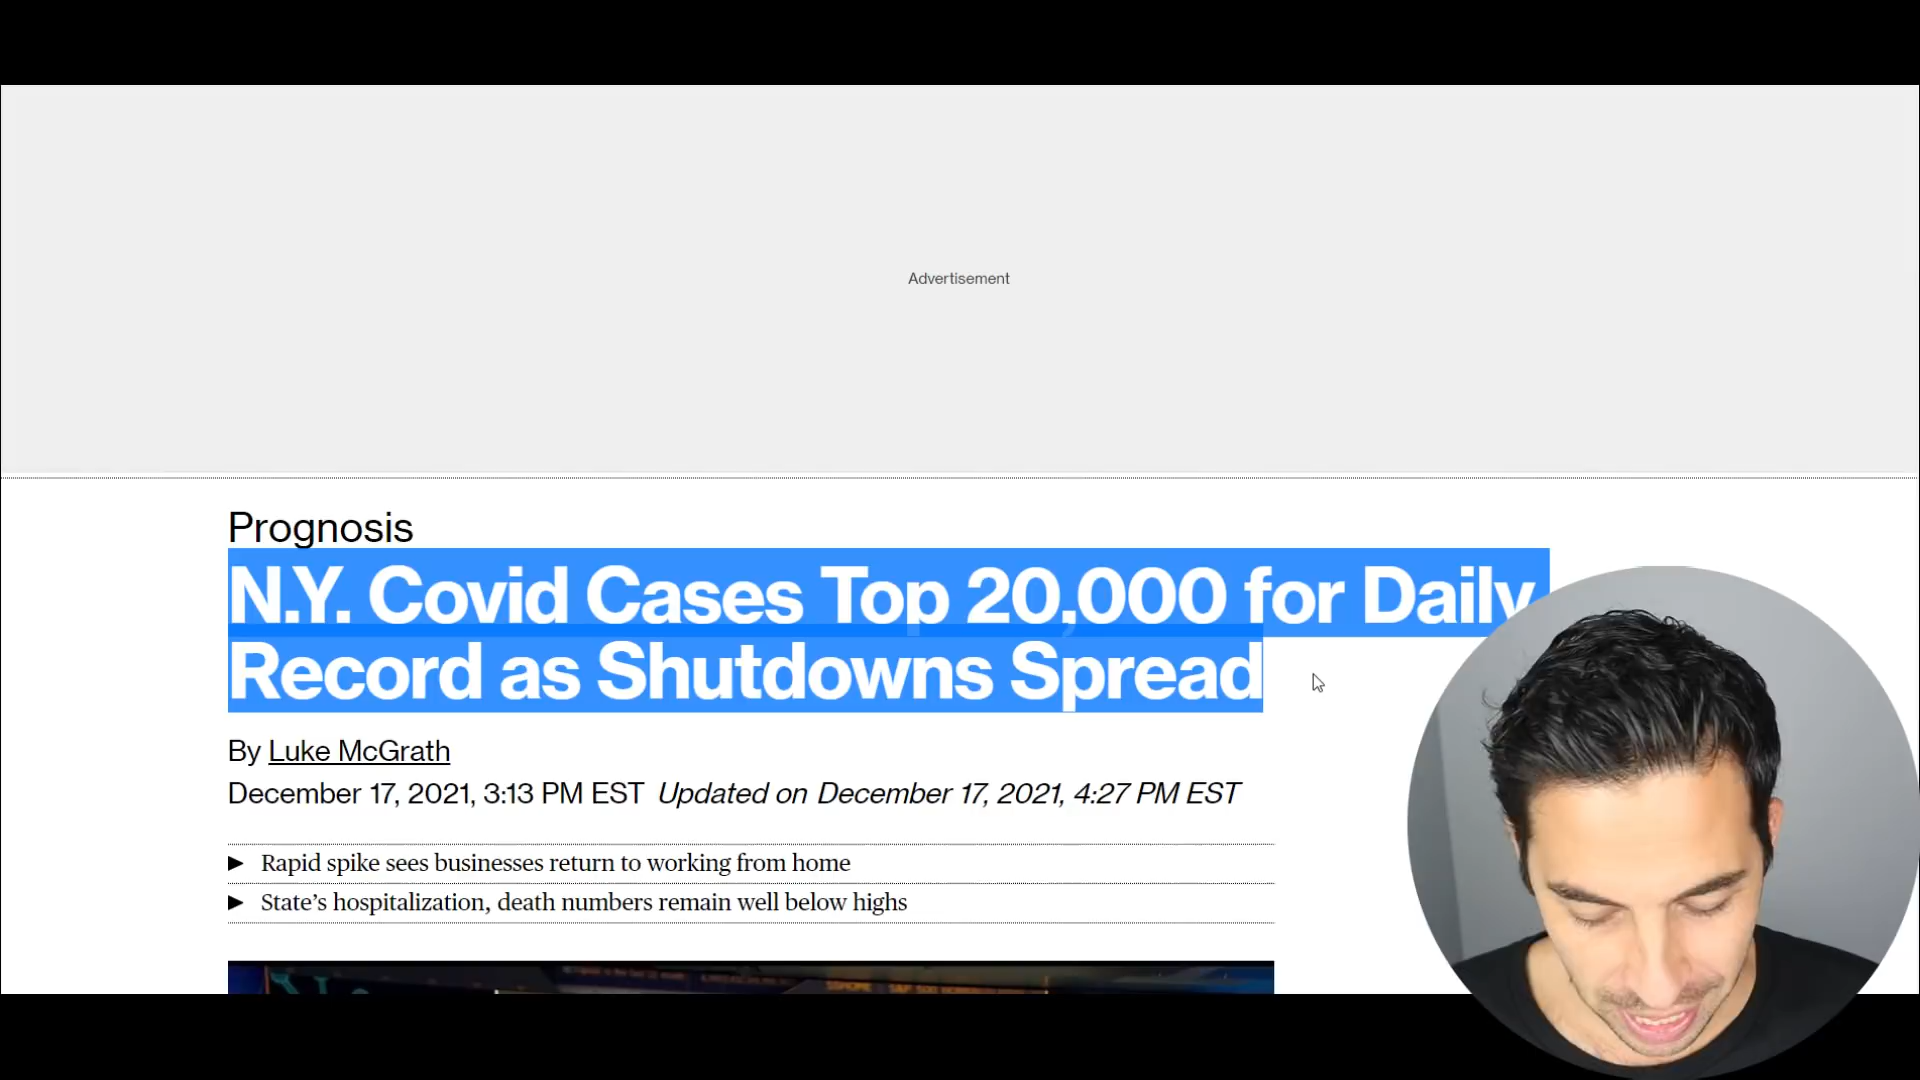 Advertisement
Prognosis
N.Y. Covid Cases Top 20,000 for Daily
Record as Shutdowns Spread
By Luke McGrath
December 17, 2021, 3:13 PM EST Updated on December 17, 2021, 4:27 PM EST
► Rapid spike sees businesses return to working from home
► State’s hospitalization, death numbers remain well below highs